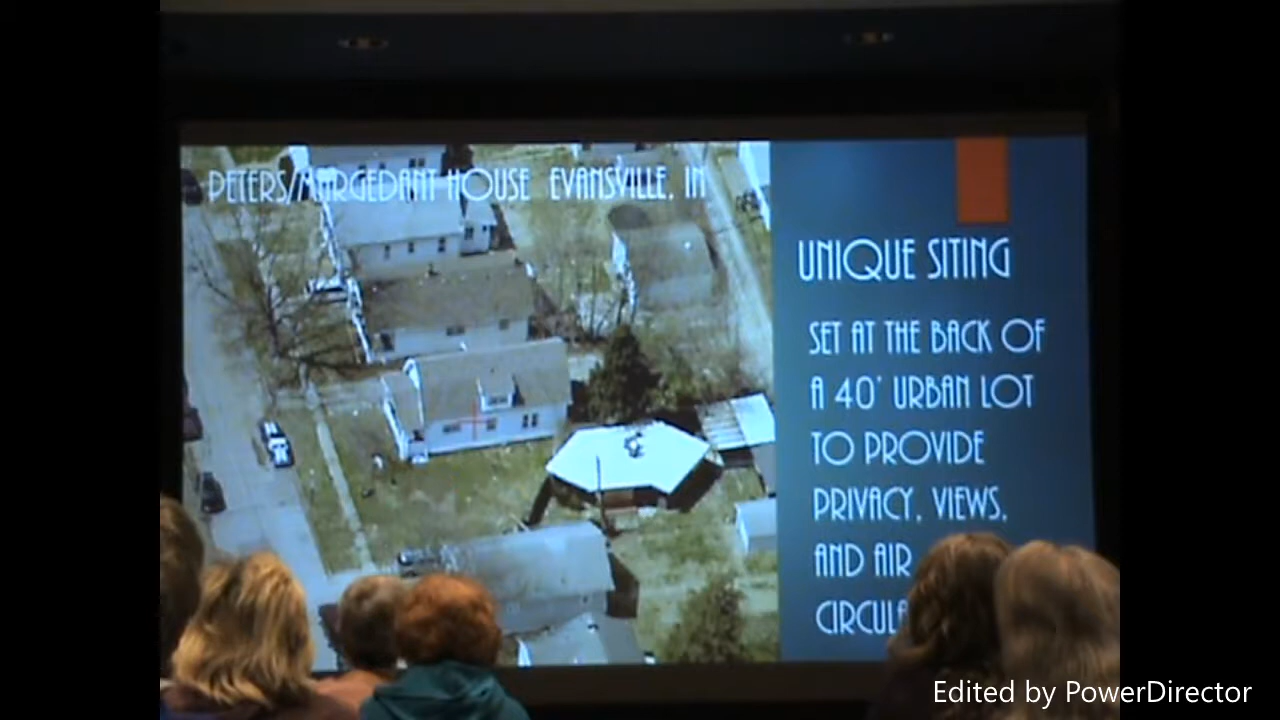 PETERS/MARGEDANT HOUSE EVANSVILLE, IN
UNIQUE SITING
SET AT THE BACK OF
A 40' URBAN LOT
TO PROVIDE
PRIVACY, VIEWS,
AND AIR
Edited by PowerDirector